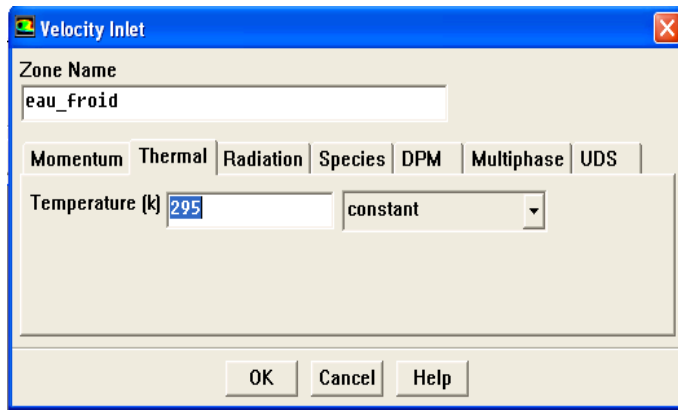 Velocity Inlet
Zone Name
eau_froid
Momentum Thermal Radiation Species DPM Multiphase UDS
Temperature (k) 295 constant
OK Cancel Help